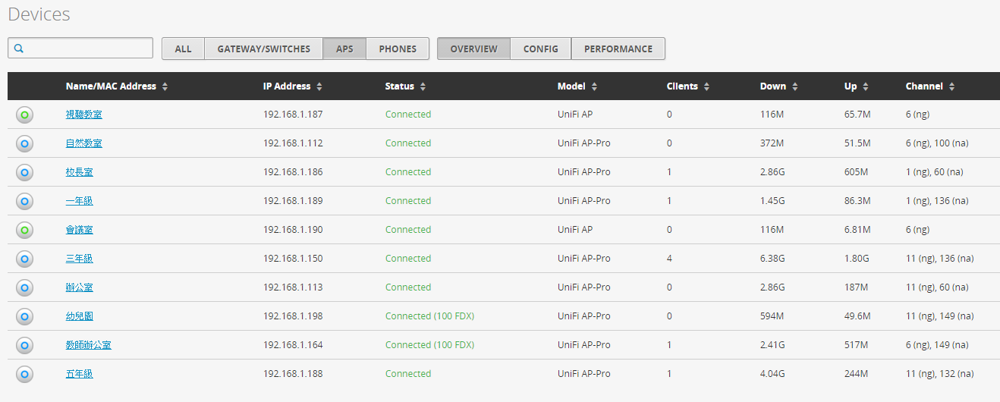 Devices
ALL GATEWAY/SWITCHES APS PHONES OVERVIEW CONFIG PERFORMANCE
Name/MAC Address IP Address Status Model Clients Down Up Channel
視聽教室 192.168.1.187 Connected UniFi AP 0 116M 65.7M 6 (ng)
自然教室 192.168.1.112 Connected UniFi AP-Pro 0 372M 51.5M 6 (ng), 100 (na)
校長室 192.168.1.186 Connected UniFi AP-Pro 1 2.86G 605M 1 (ng), 60 (na)
一年級 192.168.1.189 Connected UniFi AP-Pro 1 1.45G 86.3M 1 (ng), 136 (na)
會議室 192.168.1.190 Connected UniFi AP 0 116M 6.81M 6 (ng)
三年級 192.168.1.150 Connected UniFi AP-Pro 4 6.38G 1.80G 11 (ng), 136 (na)
辦公室 192.168.1.113 Connected UniFi AP-Pro 0 2.86G 187M 11 (ng), 60 (na)
幼兒園 192.168.1.198 Connected (100 FDX) UniFi AP-Pro 0 594M 49.6M 11 (ng), 149 (na)
教師辦公室 192.168.1.164 Connected (100 FDX) UniFi AP-Pro 1 2.41G 517M 6 (ng), 149 (na)
五年級 192.168.1.188 Connected UniFi AP-Pro 1 4.04G 244M 11 (ng), 132 (na)